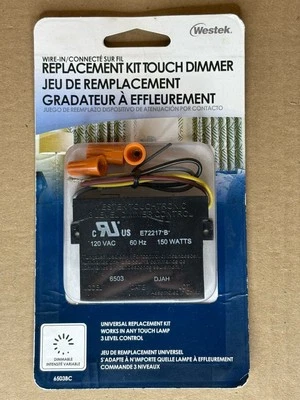 Westek
WIRE-IN/CONNECTÉ SUR FIL
REPLACEMENT KIT TOUCH DIMMER
JEU DE REMPLACEMENT
GRADATEUR À EFFLEUREMENT
JUEGO DE REEMPLAZO DISPOSITIVO DE ATENUACIÓN POR CONTACTO
WESTEK TOUCHTRONIC
C US E72217"B"
120 VAC 60 Hz 150 WATTS
6503 DJAH
UNIVERSAL REPLACEMENT KIT
WORKS IN ANY TOUCH LAMP
3 LEVEL CONTROL
DIMMABLE
INTENSITÉ VARIABLE
JEU DE REMPLACEMENT UNIVERSEL
S'ADAPTE À N'IMPORTE QUELLE LAMPE À EFFLEUREMENT
COMMANDE 3 NIVEAUX
6503BC